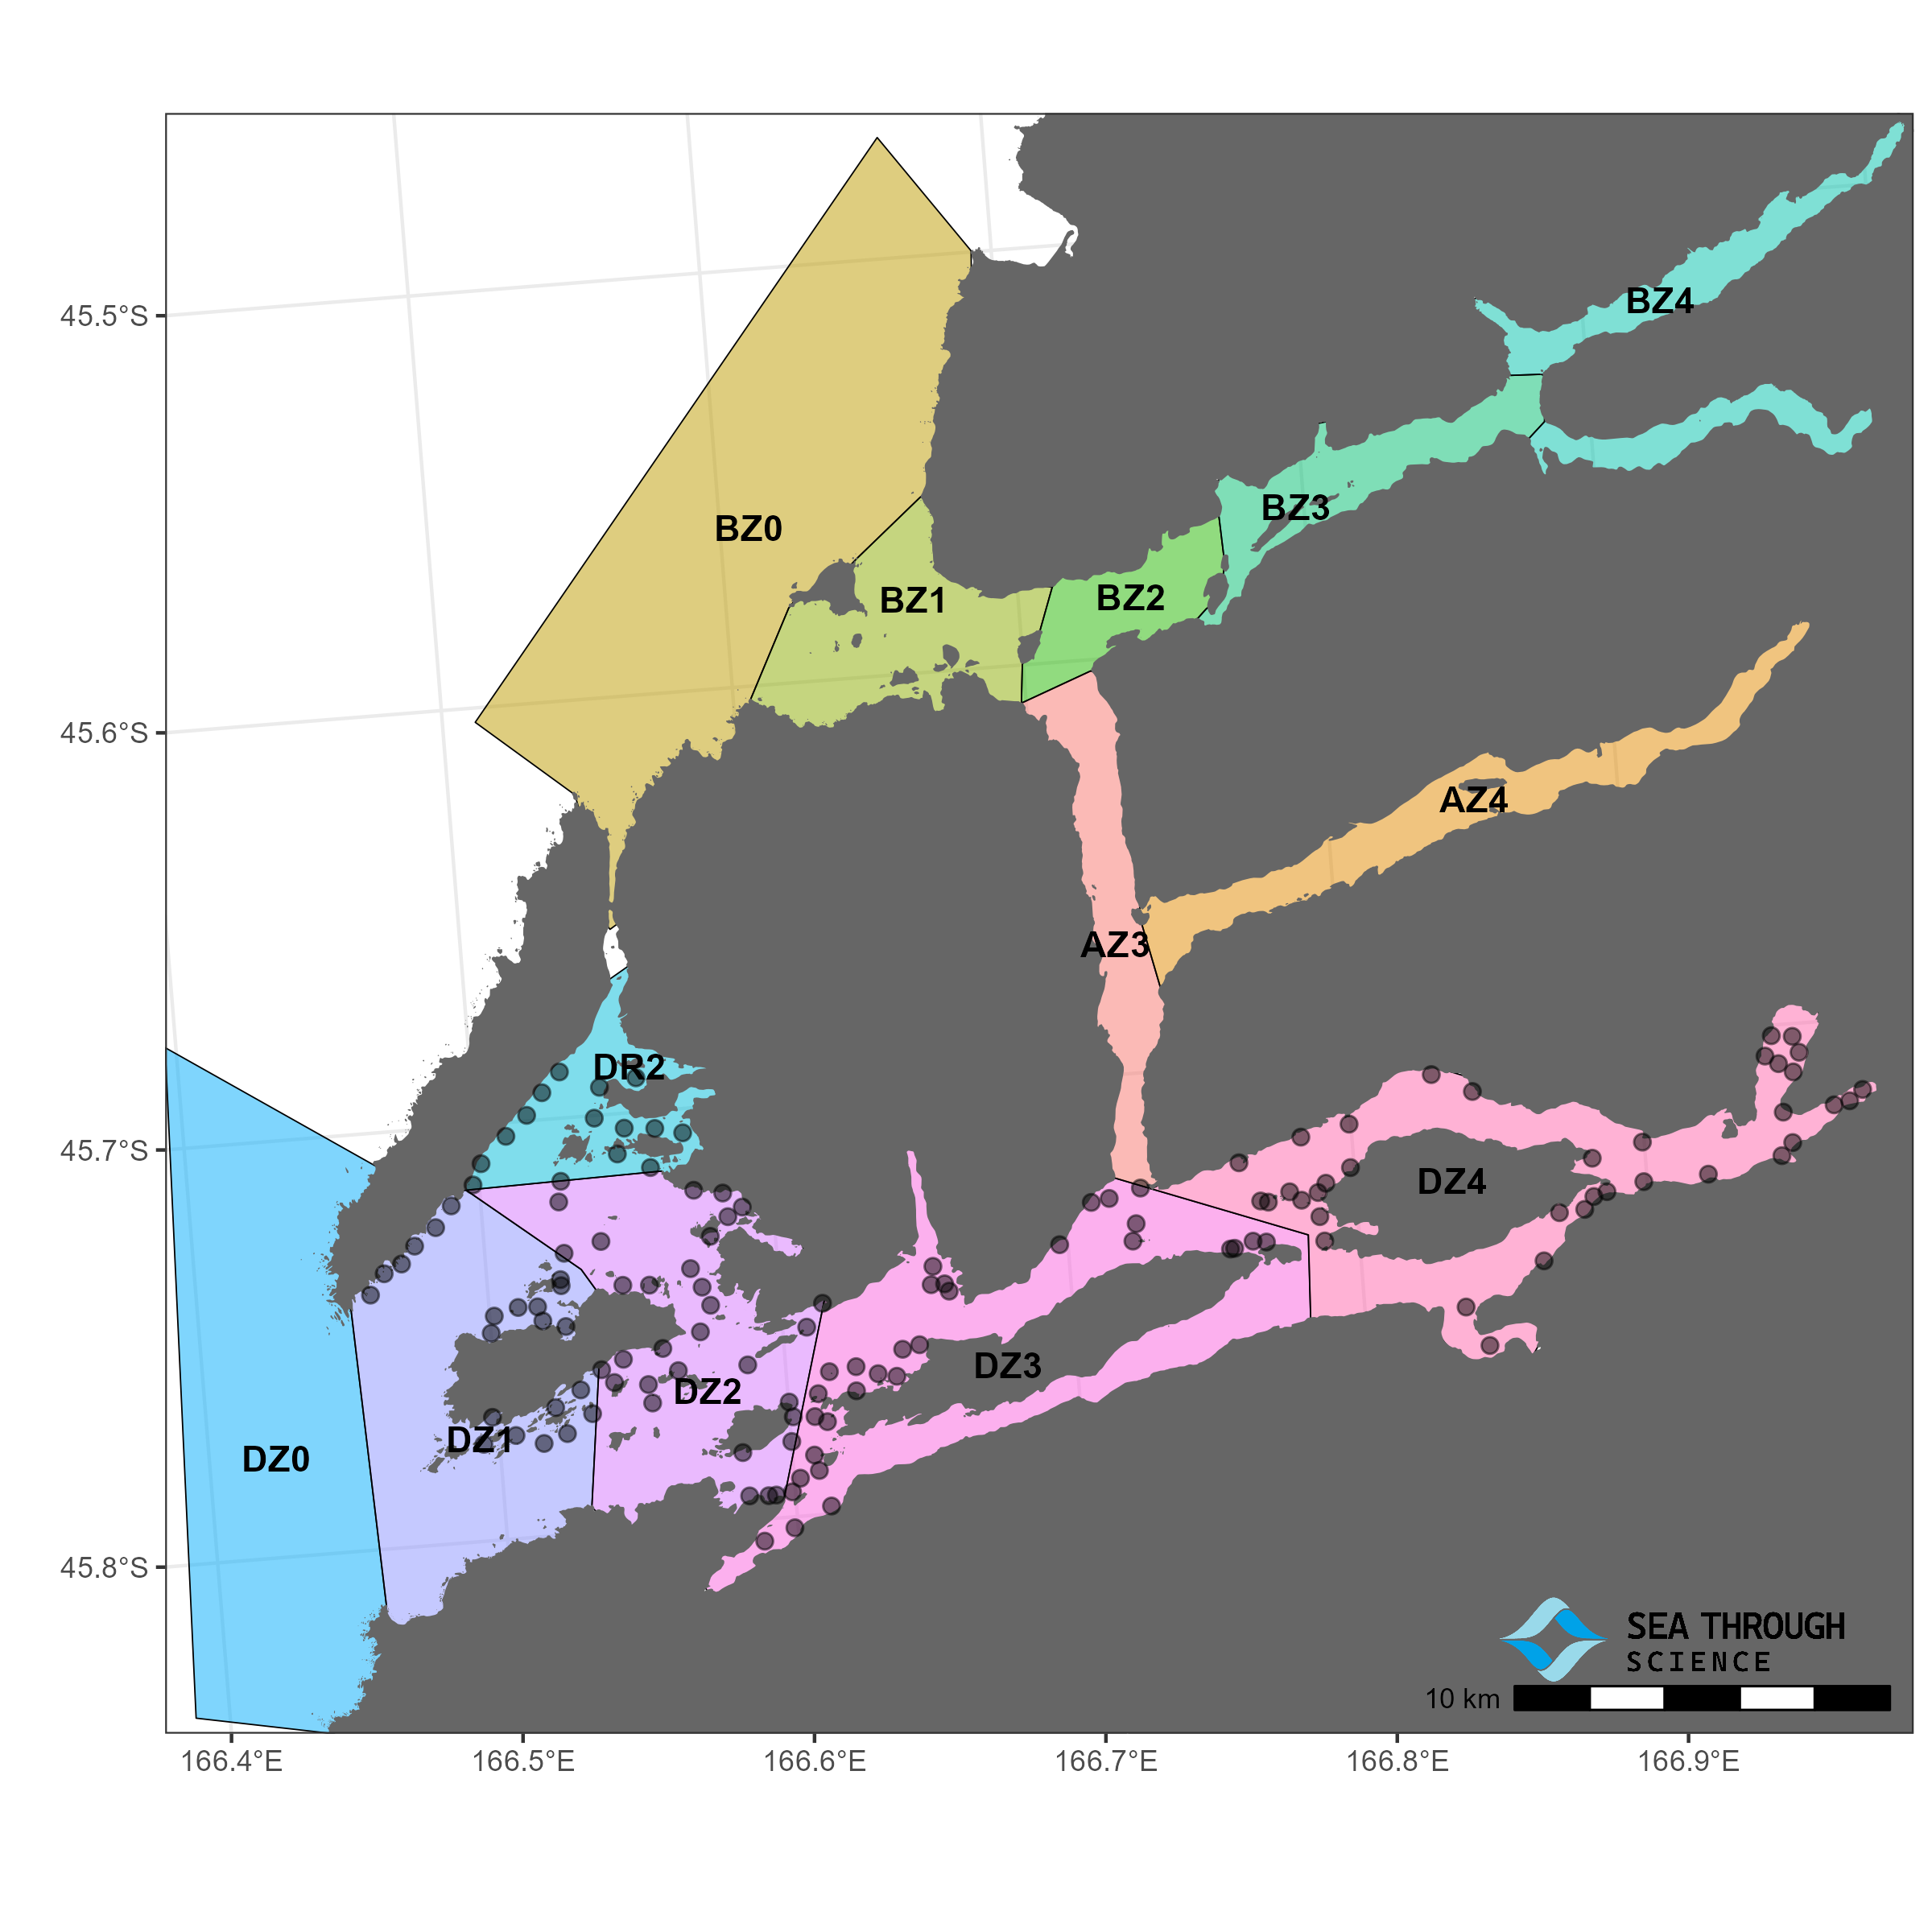 45.5°S
45.6°S
45.7°S
45.8°S
BZ4
BZ3
BZ0
BZ1
BZ2
AZ4
AZ3
DR2
DZ4
DZ3
DZ2
DZ1
DZ0
SEA THROUGH
SCIENCE
10 km
166.4°E
166.5°E
166.6°E
166.7°E
166.8°E
166.9°E